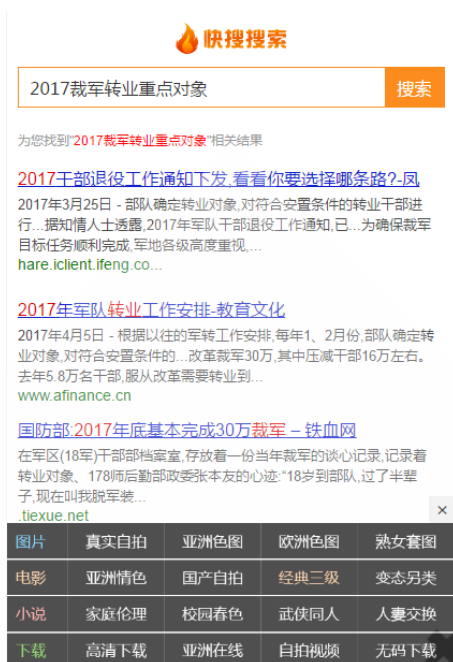 快搜搜索
2017裁军转业重点对象 搜索
为您找到"2017裁军转业重点对象"相关结果
2017干部退役工作通知下发,看看你要选择哪条路?-凤
2017年3月25日 - 部队确定转业对象,对符合安置条件的转业干部进
行...据知情人士透露,2017年军队干部退役工作通知,已...为确保裁军
目标任务顺利完成,军地各级高度重视,...
hare.iclient.ifeng.co...
2017年军队转业工作安排-教育文化
2017年4月5日 - 根据以往的军转工作安排,每年1、2月份,部队确定转
业对象,对符合安置条件的...改革裁军30万,其中压减干部16万左右。
去年5.8万名干部,服从改革需要转业到...
www.afinance.cn
国防部:2017年底基本完成30万裁军 – 铁血网
在军区(18军)干部部档案室,存放着一份当年裁军的谈心记录,记录着
转业对象、178师后勤部政委张本友的心迹:“18岁到部队,过了半辈
子,现在叫我脱军装...
.tiexue.net
×
图片 真实自拍 亚洲色图 欧洲色图 熟女套图
电影 亚洲情色 国产自拍 经典三级 变态另类
小说 家庭伦理 校园春色 武侠同人 人妻交换
下载 高清下载 亚洲在线 自拍视频 无码下载